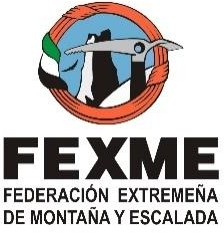 FEXME
FEDERACIÓN EXTREMEÑA
DE MONTAÑA Y ESCALADA